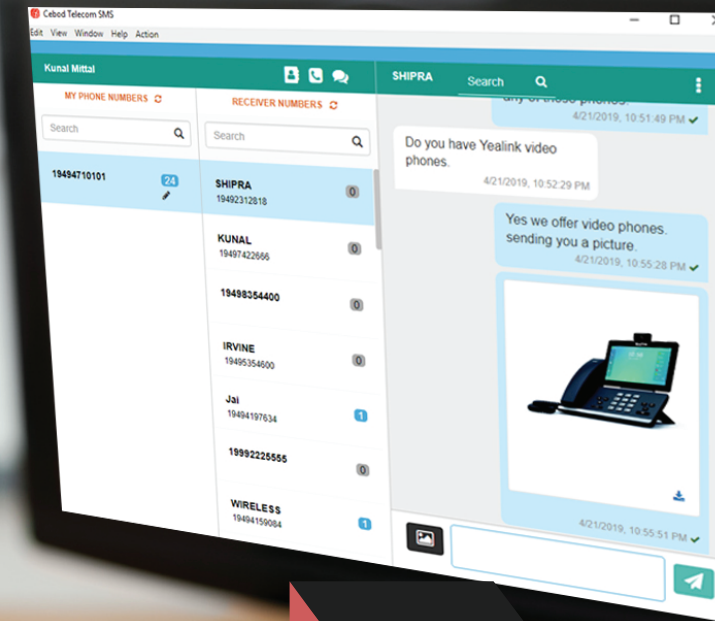 Cebod Telecom SMS
Edit View Window Help Action
Kunal Mittal
SHIPRA
Search
MY PHONE NUMBERS
RECEIVER NUMBERS
Search
Search
19494710101
24
SHIPRA
19492312818
0
KUNAL
19497422666
0
19498354400
0
IRVINE
19495354600
0
Jai
19494197634
1
19992225555
0
WIRELESS
19494159084
1
any of those phones.
4/21/2019, 10:51:49 PM
Do you have Yealink video
phones.
4/21/2019, 10:52:29 PM
Yes we offer video phones.
sending you a picture.
4/21/2019, 10:55:28 PM
4/21/2019, 10:55:51 PM